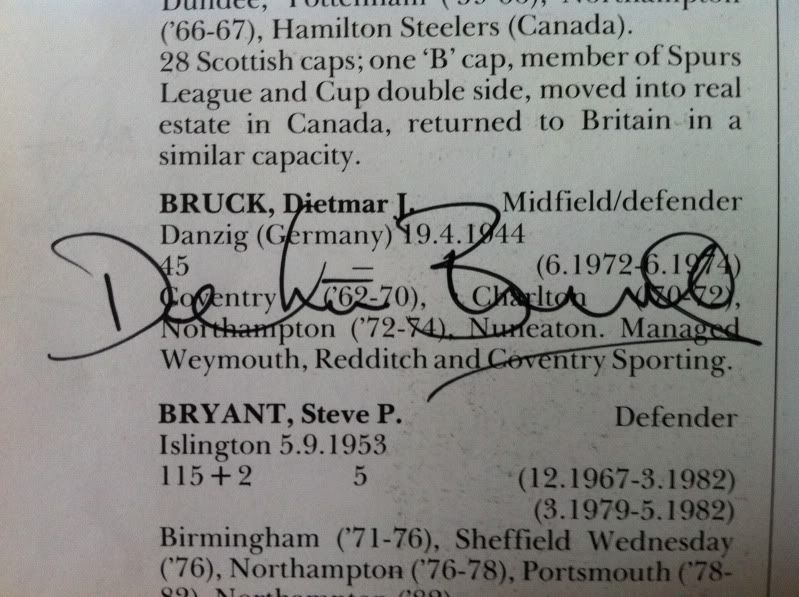 Dundee, Tottenham ('59-66), Northampton
('66-67), Hamilton Steelers (Canada).
28 Scottish caps; one 'B' cap, member of Spurs
League and Cup double side, moved into real
estate in Canada, returned to Britain in a
similar capacity.
BRUCK, Dietmar J. Midfield/defender
Danzig (Germany) 19.4.1944
45 – (6.1972-6.1974)
Coventry ('62-70), Charlton ('70-72),
Northampton ('72-74), Nuneaton. Managed
Weymouth, Redditch and Coventry Sporting.
BRYANT, Steve P. Defender
Islington 5.9.1953
115+2 5 (12.1967-3.1982)
(3.1979-5.1982)
Birmingham ('71-76), Sheffield Wednesday
('76), Northampton ('76-78), Portsmouth ('78-
82), Northampton